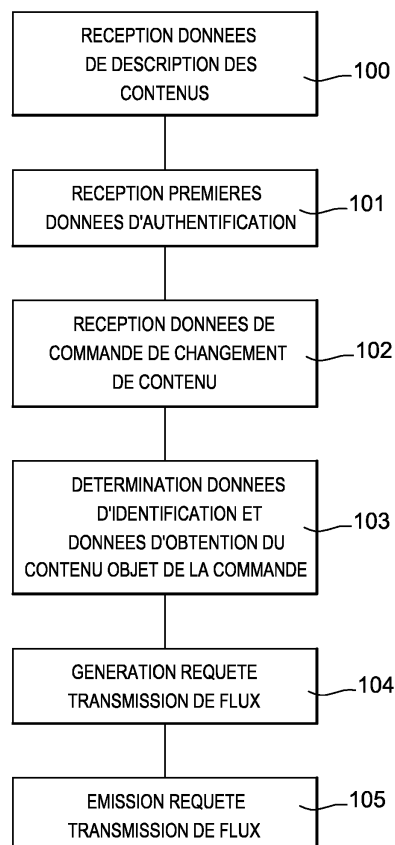 RECEPTION DONNEES
DE DESCRIPTION DES
CONTENUS
100
RECEPTION PREMIERES
DONNEES D'AUTHENTIFICATION
101
RECEPTION DONNEES DE
COMMANDE DE CHANGEMENT
DE CONTENU
102
DETERMINATION DONNEES
D'IDENTIFICATION ET
DONNEES D'OBTENTION DU
CONTENU OBJET DE LA COMMANDE
103
GENERATION REQUETE
TRANSMISSION DE FLUX
104
EMISSION REQUETE
TRANSMISSION DE FLUX
105